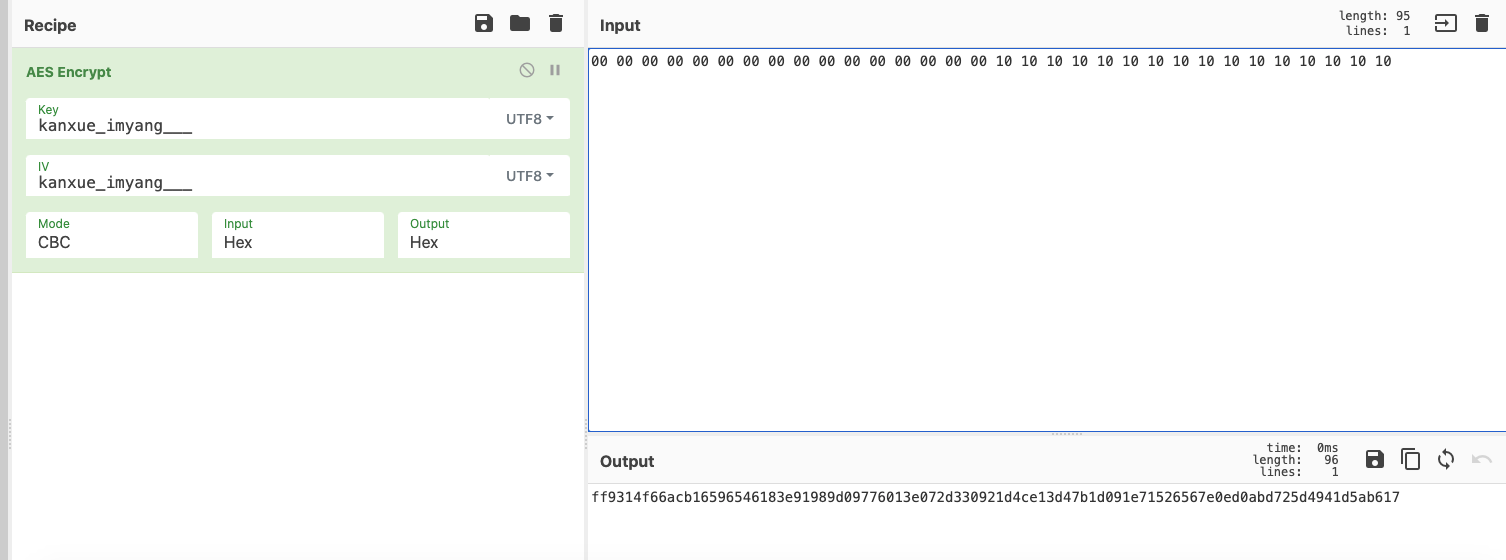 Recipe
AES Encrypt
Key
kanxue_imyang___
UTF8
IV
kanxue_imyang___
UTF8
Mode
CBC
Input
Hex
Output
Hex
Input
length: 95
lines: 1
00 00 00 00 00 00 00 00 00 00 00 00 00 00 00 00 10 10 10 10 10 10 10 10 10 10 10 10 10 10 10 10
Output
time: 0ms
length: 96
lines: 1
ff9314f66acb16596546183e91989d09776013e072d330921d4ce13d47b1d091e71526567e0ed0abd725d4941d5ab617